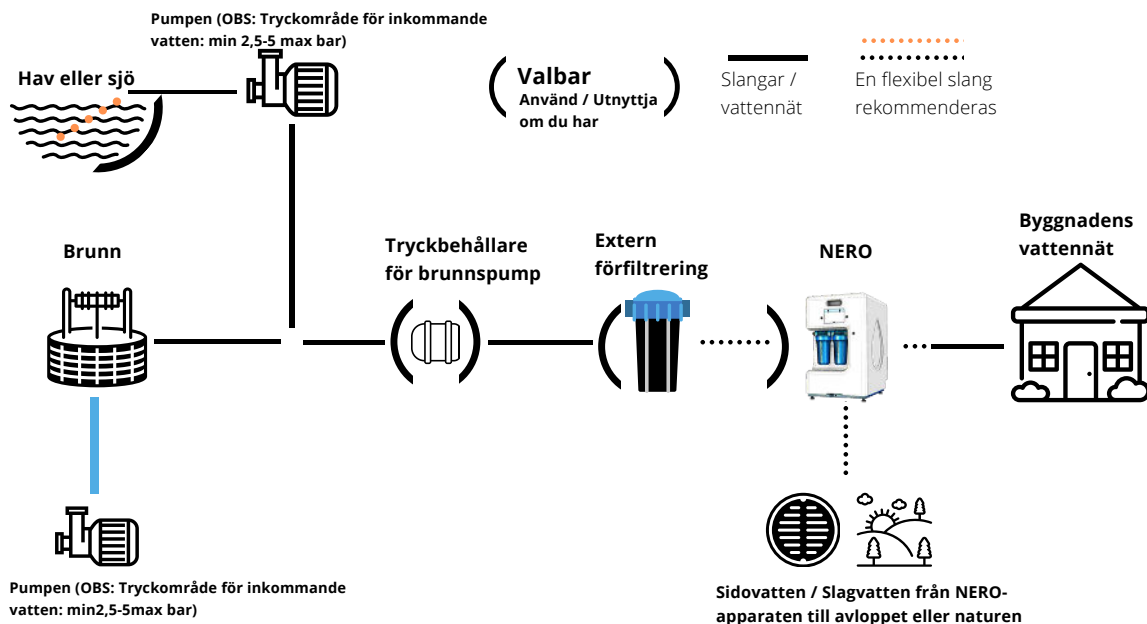 Pumpen (OBS: Tryckområde för inkommande
vatten: min 2,5-5 max bar)
Hav eller sjö
Valbar
Använd / Utnyttja
om du har
Slangar /
vattennät
En flexibel slang
rekommenderas
Brunn
Tryckbehållare
för brunnspump
Extern
förfiltrering
NERO
Byggnadens
vattennät
Pumpen (OBS: Tryckområde för inkommande
vatten: min2,5-5max bar)
Sidovatten / Slagvatten från NERO-
apparaten till avloppet eller naturen